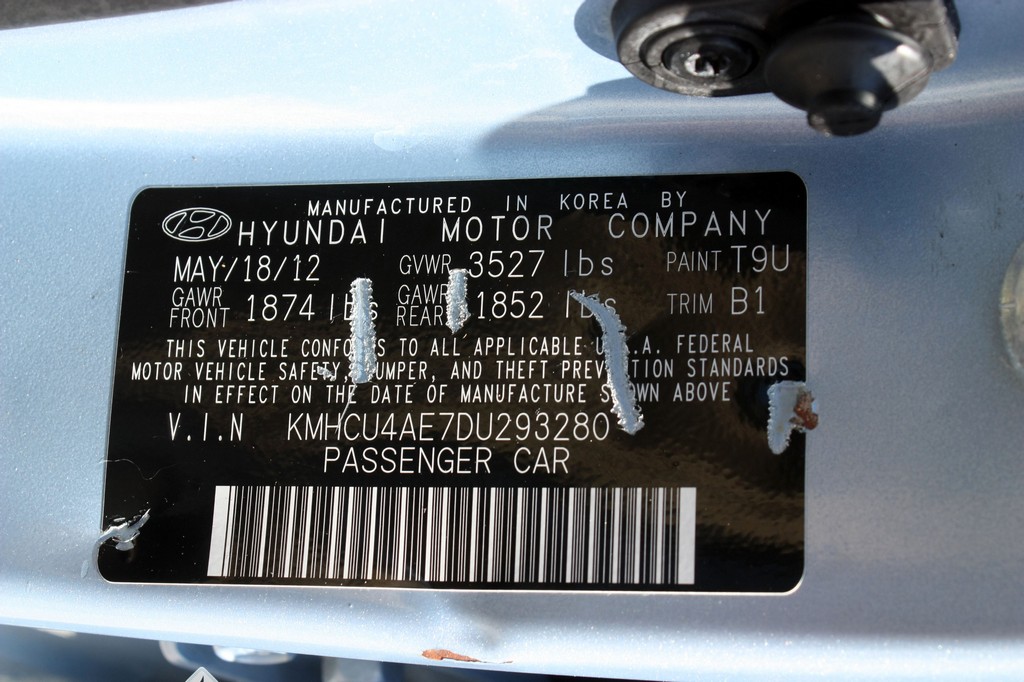 MANUFACTURED IN KOREA BY
HYUNDAI MOTOR COMPANY
MAY/18/12 GVWR 3527 lbs PAINT T9U
GAWR FRONT 1874 lbs GAWR REAR 1852 lbs TRIM B1
THIS VEHICLE CONFORMS TO ALL APPLICABLE U.S.A. FEDERAL
MOTOR VEHICLE SAFETY, BUMPER, AND THEFT PREVENTION STANDARDS
IN EFFECT ON THE DATE OF MANUFACTURE SHOWN ABOVE
V.I.N KMHCU4AE7DU293280
PASSENGER CAR